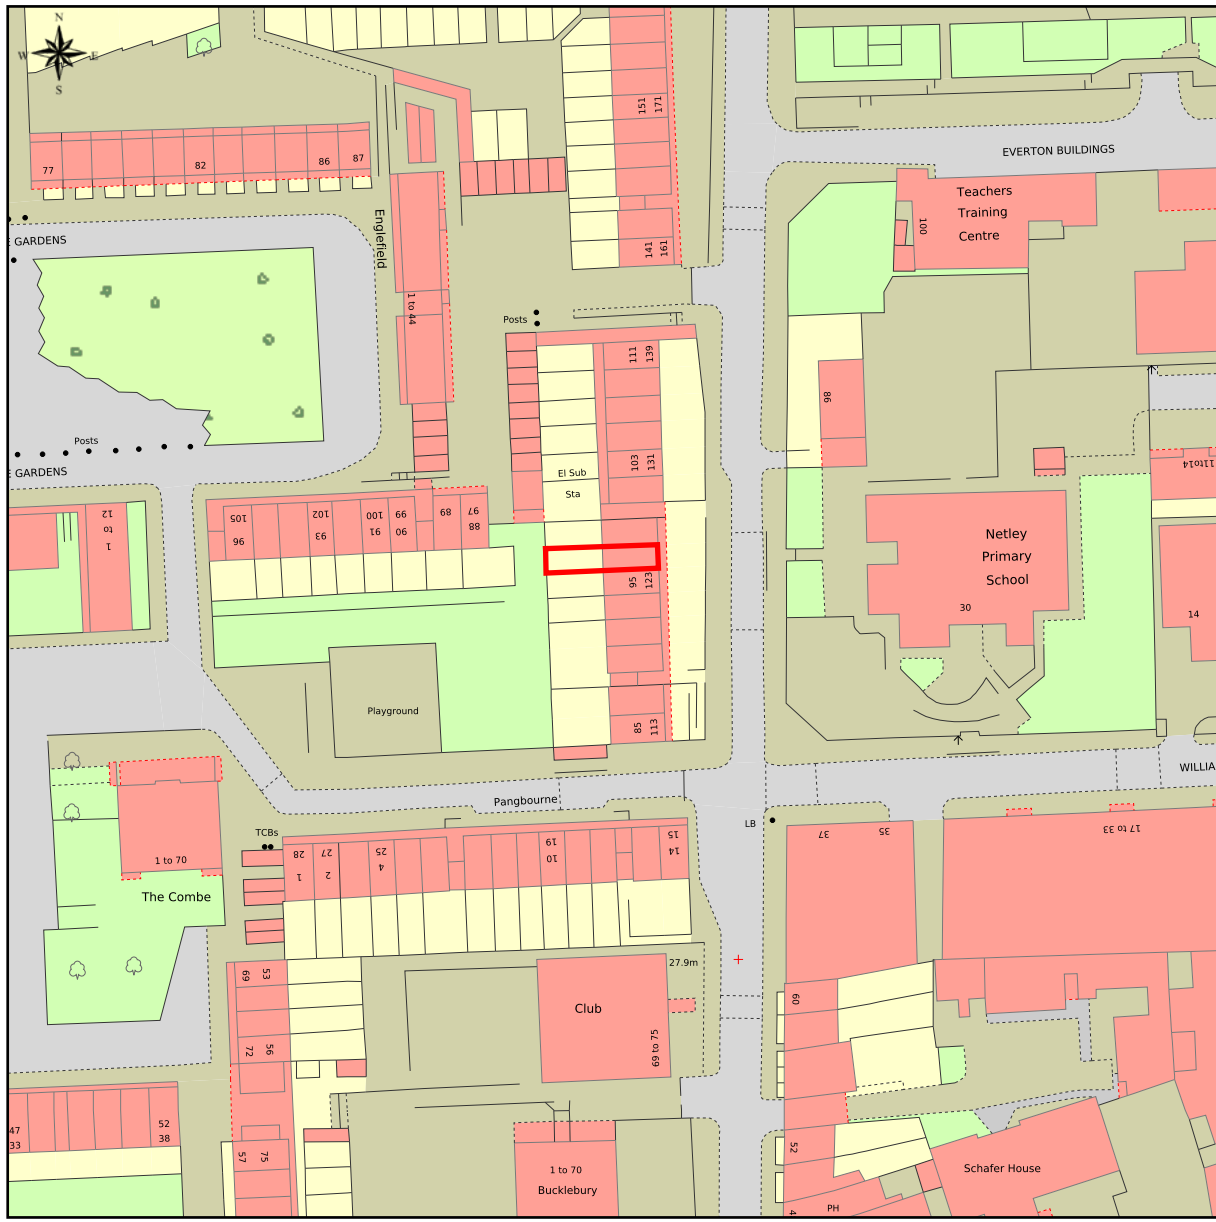 N
W
E
S
151
171
77
82
86
87
EVERTON BUILDINGS
Teachers
Training
Centre
100
Englefield
E GARDENS
141
161
1 to 44
Posts
111
139
86
Posts
E GARDENS
103
131
El Sub
Sta
11to14
12
to
1
105
96
102
93
100
91
99
90
89
97
88
95
123
Netley
Primary
School
30
14
Playground
85
113
WILLIA
Pangbourne
LB
TCBs
28
1
27
2
25
4
19
10
15
14
37
35
17 to 33
1 to 70
The Combe
27.9m
69
53
Club
60
72
56
69 to 75
47
33
52
38
57
75
52
1 to 70
Bucklebury
Schafer House
PH
4